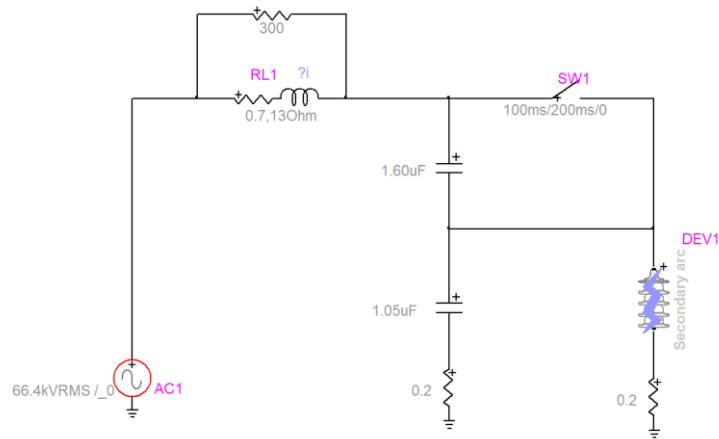 300
RL1
?i
0.7,13Ohm
SW1
100ms/200ms/0
1.60uF
DEV1
Secondary arc
1.05uF
66.4kVRMS /_0
AC1
0.2
0.2